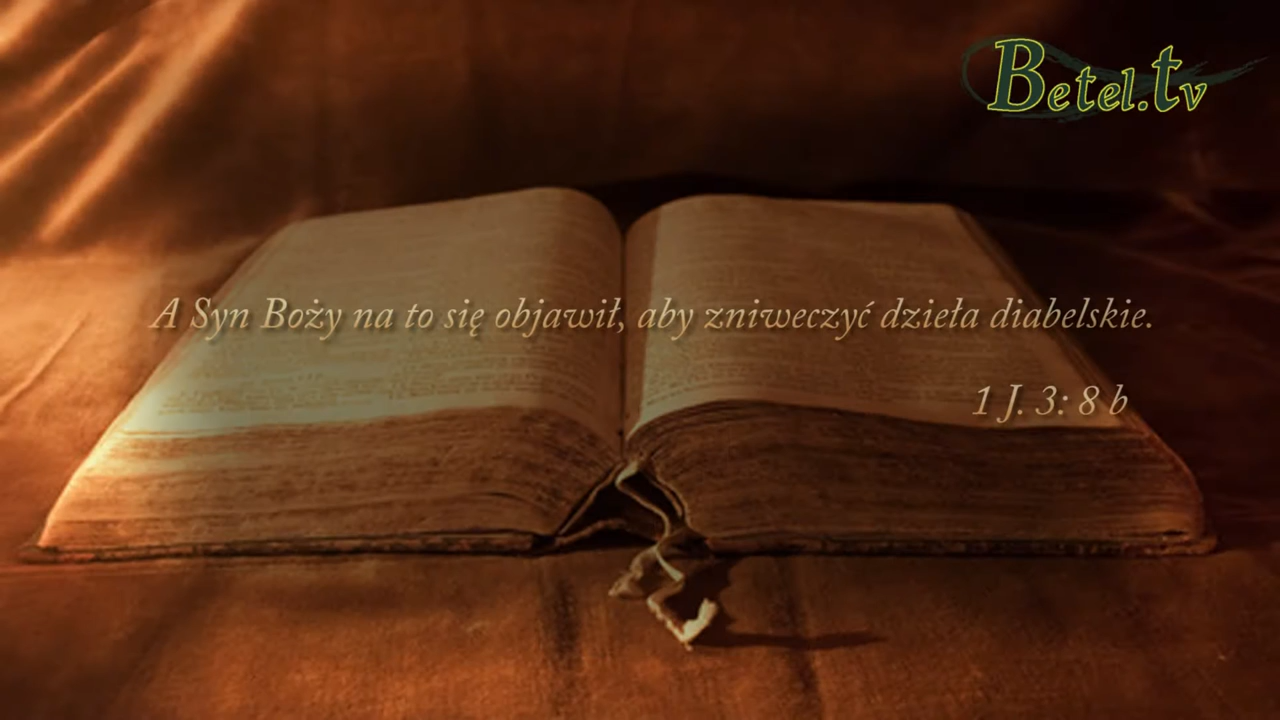 Betel.tv
A Syn Boży na to się objawił, aby zniweczyć dzieła diabelskie.
1 J. 3: 8 b